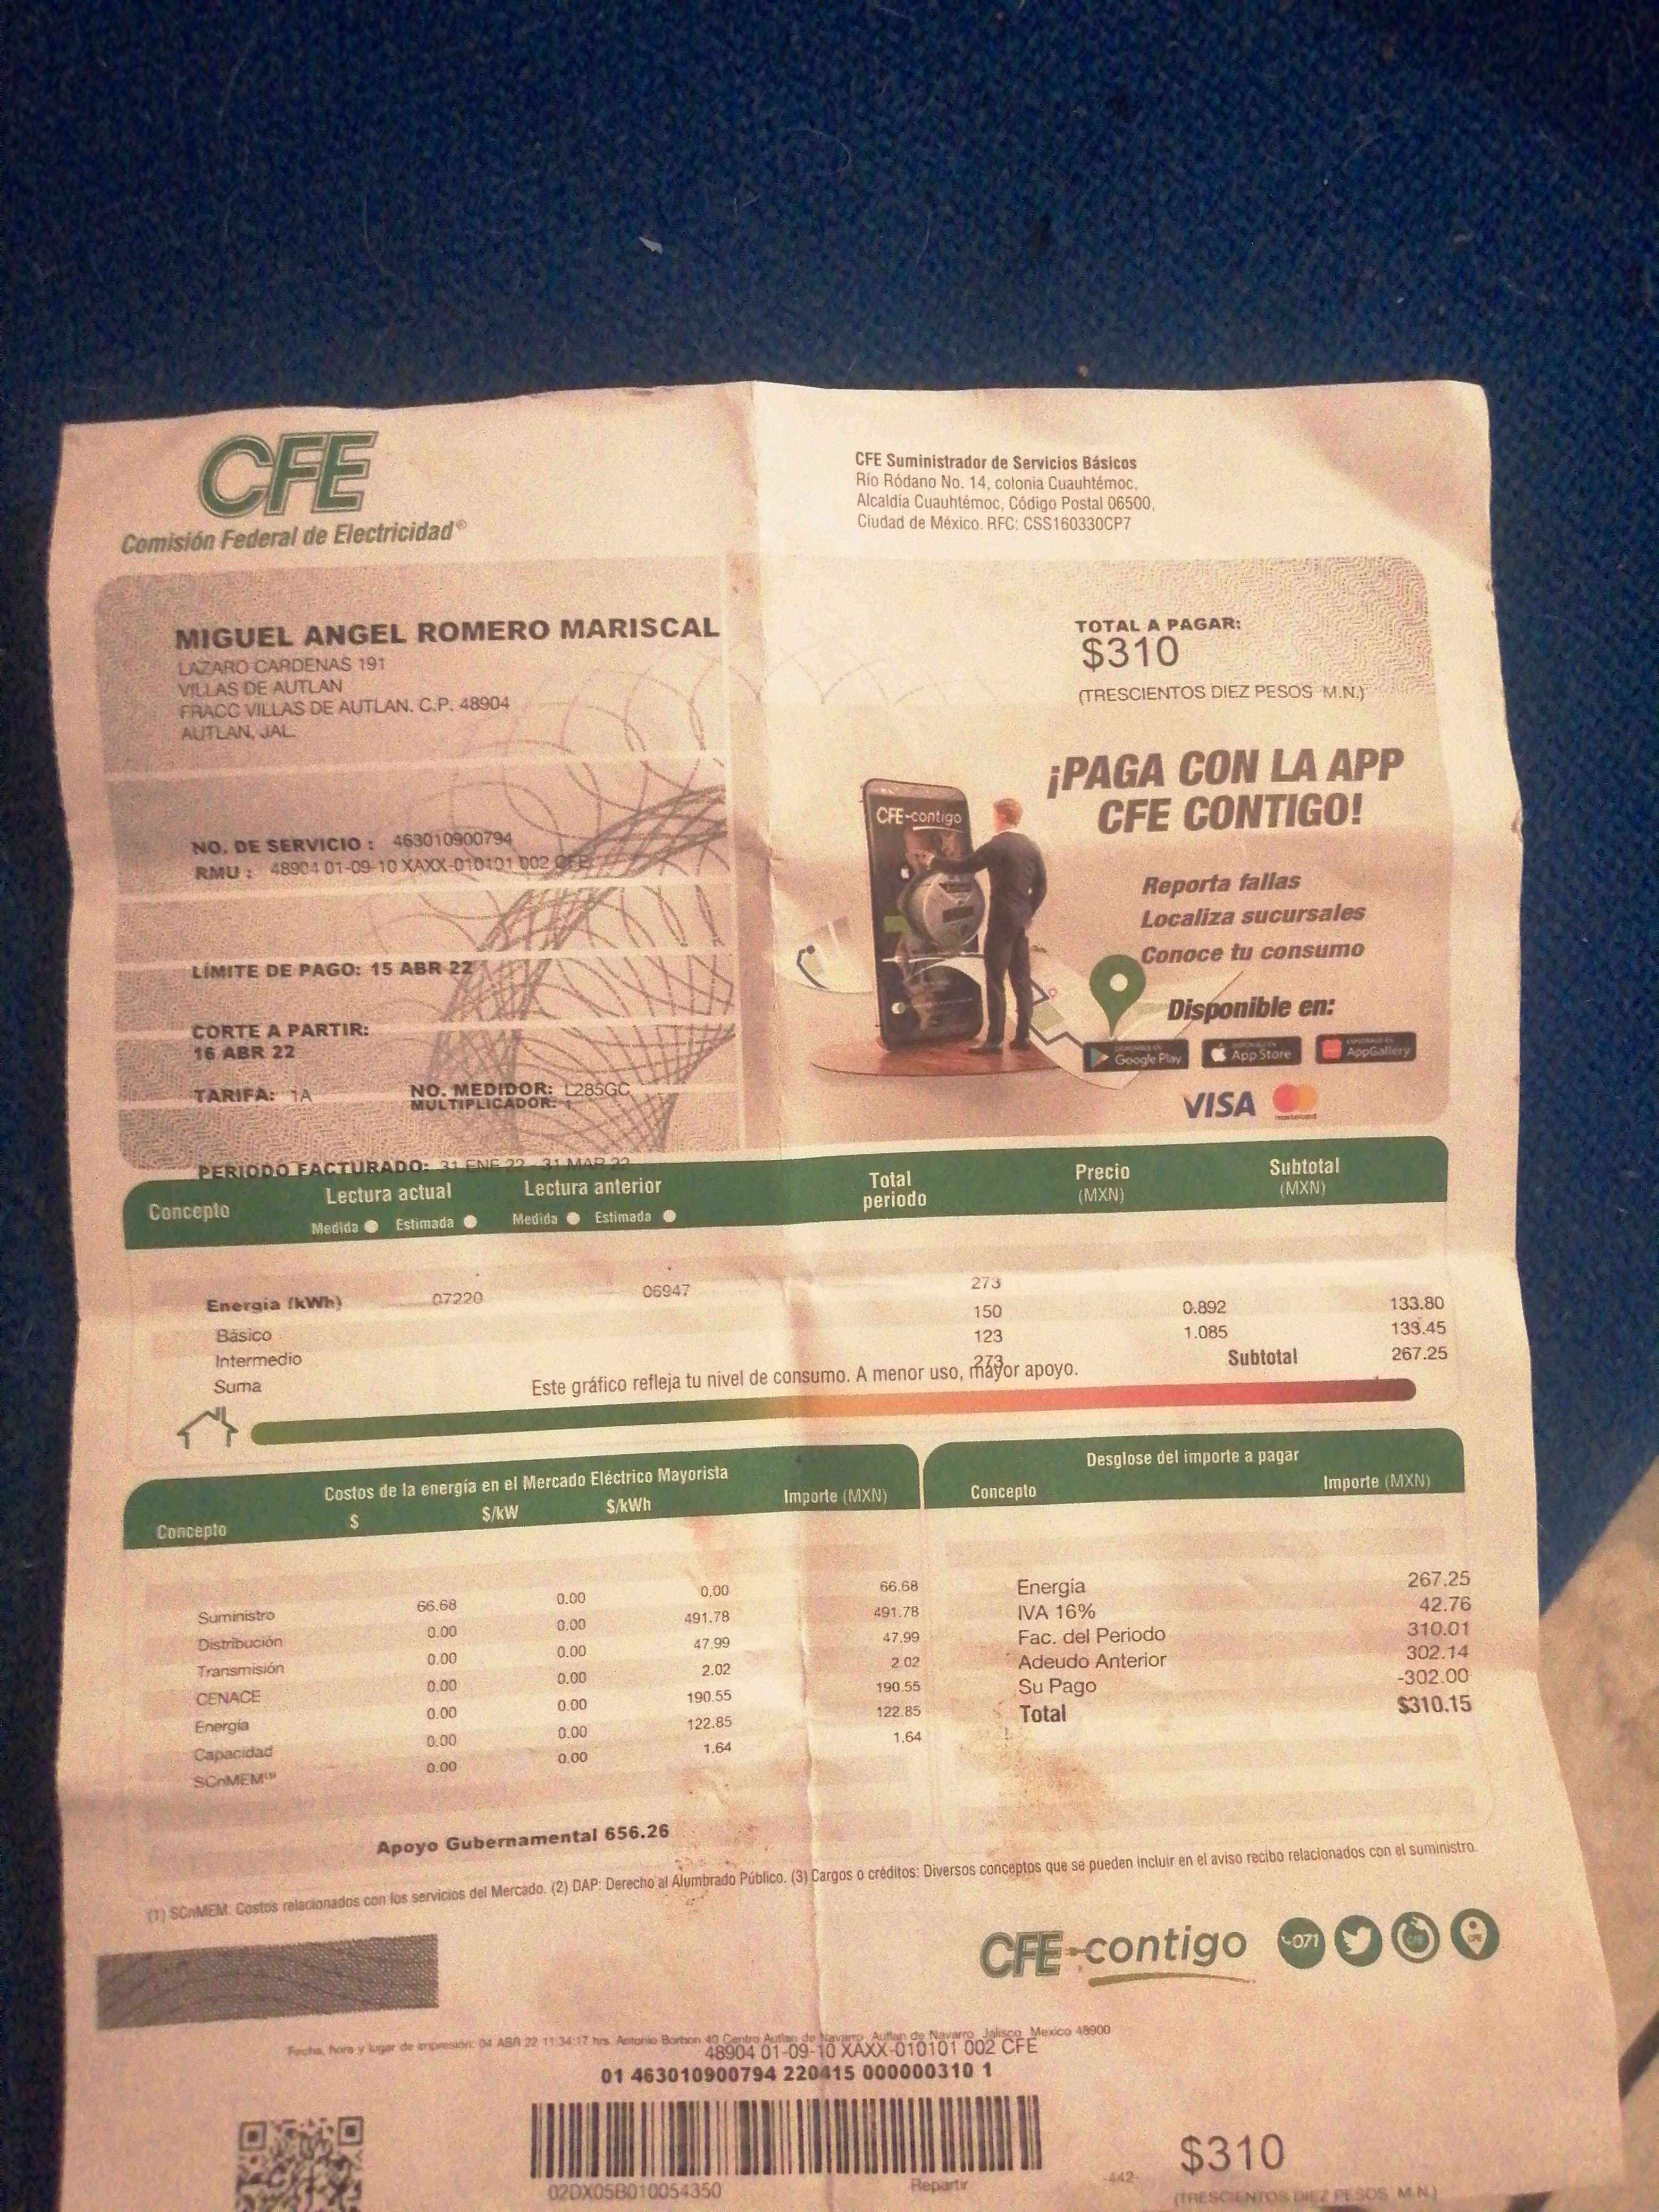 CFE
Comisión Federal de Electricidad®
CFE Suministrador de Servicios Básicos
Río Ródano No. 14, colonia Cuauhtémoc,
Alcaldía Cuauhtémoc, Código Postal 06500,
Ciudad de México. RFC: CSS160330CP7
MIGUEL ANGEL ROMERO MARISCAL
LAZARO CARDENAS 191
VILLAS DE AUTLAN
FRACC VILLAS DE AUTLAN. C.P. 48904
AUTLAN, JAL.
TOTAL A PAGAR:
$310
(TRESCIENTOS DIEZ PESOS M.N.)
NO. DE SERVICIO : 463010900794
RMU : 48904 01-09-10 XAXX-010101 002 CFE
LÍMITE DE PAGO: 15 ABR 22
CORTE A PARTIR:
16 ABR 22
TARIFA: 1A NO. MEDIDOR: L285GC
MULTIPLICADOR: 1
PERIODO FACTURADO: 31 ENE 22 - 31 MAR 22
¡PAGA CON LA APP
CFE CONTIGO!
CFE-contigo
Reporta fallas
Localiza sucursales
Conoce tu consumo
Disponible en:
Google Play App Store AppGallery
VISA mastercard
Concepto Lectura actual Lectura anterior Total periodo Precio (MXN) Subtotal (MXN)
Medida Estimada Medida Estimada
Energía (kWh) 07220 06947 273
Básico 150 0.892 133.80
Intermedio 123 1.085 133.45
Suma 273 Subtotal 267.25
Este gráfico refleja tu nivel de consumo. A menor uso, mayor apoyo.
Costos de la energía en el Mercado Eléctrico Mayorista
Concepto $ $/kW $/kWh Importe (MXN)
Suministro 66.68 0.00 0.00 66.68
Distribución 0.00 0.00 491.78 491.78
Transmisión 0.00 0.00 47.99 47.99
CENACE 0.00 0.00 2.02 2.02
Energía 0.00 0.00 190.55 190.55
Capacidad 0.00 0.00 122.85 122.85
SCnMEM(1) 0.00 0.00 1.64 1.64
Desglose del importe a pagar
Concepto Importe (MXN)
Energía 267.25
IVA 16% 42.76
Fac. del Periodo 310.01
Adeudo Anterior 302.14
Su Pago -302.00
Total $310.15
Apoyo Gubernamental 656.26
(1) SCnMEM: Costos relacionados con los servicios del Mercado. (2) DAP: Derecho al Alumbrado Público. (3) Cargos o créditos: Diversos conceptos que se pueden incluir en el aviso recibo relacionados con el suministro.
CFE-contigo 071
Fecha, hora y lugar de impresión: 04 ABR 22 11:34:17 hrs. Antonio Borbon 40 Centro Autlan de Navarro, Autlan de Navarro, Jalisco, Mexico 48900
48904 01-09-10 XAXX-010101 002 CFE
01 463010900794 220415 000000310 1
02DX05B010054350
Repartir
-442-
$310
(TRESCIENTOS DIEZ PESOS M.N.)